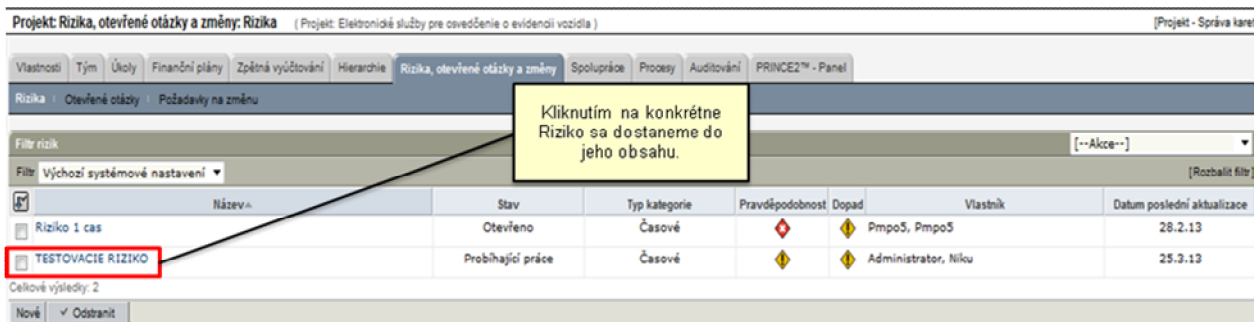 Projekt: Rizika, otevřené otázky a změny: Rizika ( Projekt: Elektronické služby pre osvedčenie o evidencii vozidla ) [Projekt - Správa karet
Vlastnosti Tým Úkoly Finanční plány Zpětná vyúčtování Hierarchie Rizika, otevřené otázky a změny Spolupráce Procesy Auditování PRINCE2™ - Panel
Rizika Otevřené otázky Požadavky na změnu
Kliknutím na konkrétne
Riziko sa dostaneme do
jeho obsahu.
Filtr rizik [--Akce--]
Filtr Výchozí systémové nastavení [Rozbalit filtr]
Název Stav Typ kategorie Pravděpodobnost Dopad Vlastník Datum poslední aktualizace
Riziko 1 cas Otevřeno Časové Pmpo5, Pmpo5 28.2.13
TESTOVACIE RIZIKO Probíhající práce Časové Administrator, Niku 25.3.13
Celkové výsledky: 2
Nové Odstranit